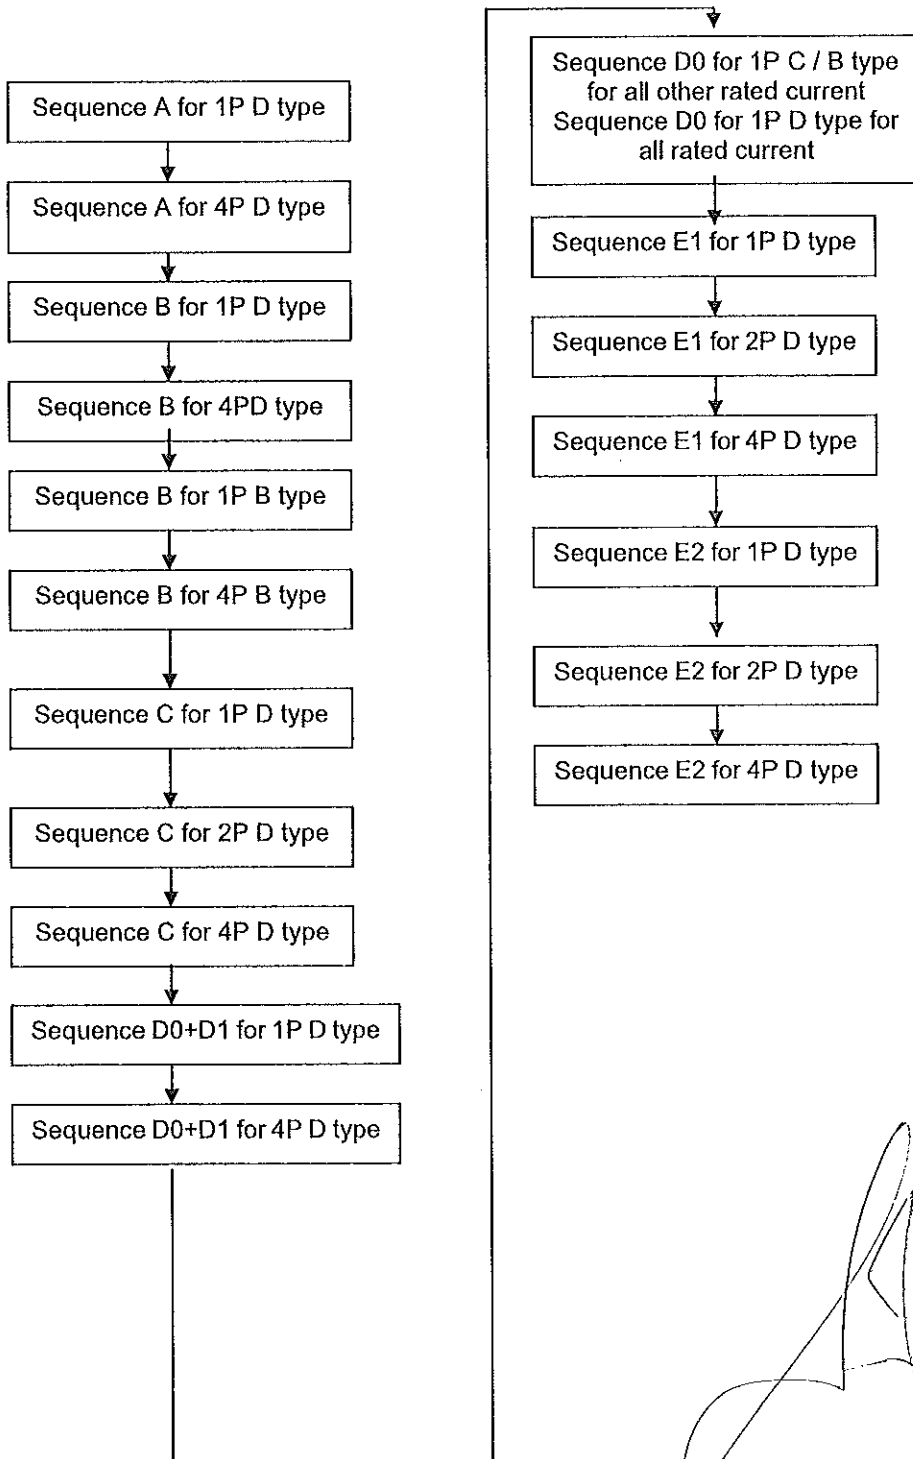 Sequence A for 1P D type
Sequence A for 4P D type
Sequence B for 1P D type
Sequence B for 4PD type
Sequence B for 1P B type
Sequence B for 4P B type
Sequence C for 1P D type
Sequence C for 2P D type
Sequence C for 4P D type
Sequence D0+D1 for 1P D type
Sequence D0+D1 for 4P D type
Sequence D0 for 1P C / B type
for all other rated current
Sequence D0 for 1P D type for
all rated current
Sequence E1 for 1P D type
Sequence E1 for 2P D type
Sequence E1 for 4P D type
Sequence E2 for 1P D type
Sequence E2 for 2P D type
Sequence E2 for 4P D type